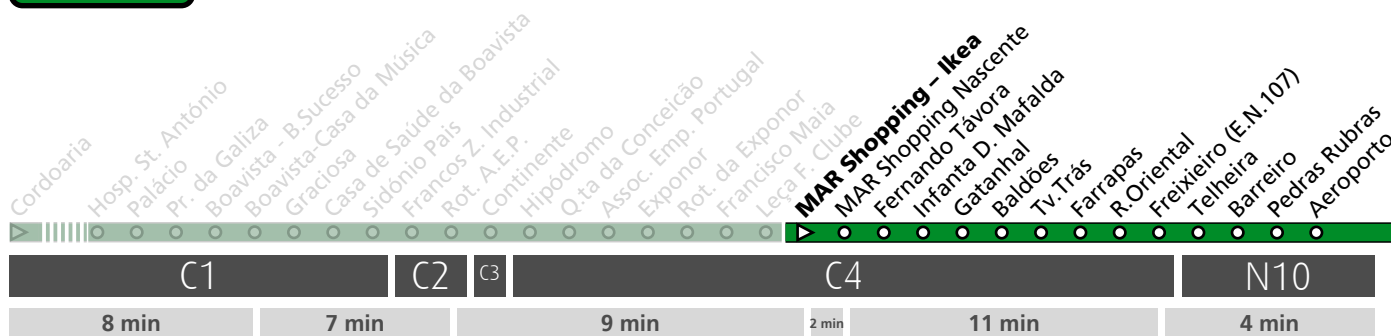 Cordoaria
Hosp. St. António
Palácio
Pr. da Galiza
Boavista - B.Sucesso
Boavista-Casa da Música
Graciosa
Casa de Saúde da Boavista
Sidónio Pais
Francos Z. Industrial
Rot. A.E.P.
Continente
Hipódromo
Q.ta da Conceição
Assoc. Emp. Portugal
Exponor
Rot. da Exponor
Francisco Maia
Leça F. Clube
MAR Shopping – Ikea
MAR Shopping Nascente
Fernando Távora
Infanta D. Mafalda
Gatanhal
Baldões
Tv. Trás
Farrapas
R.Oriental
Freixieiro (E.N.107)
Telheira
Barreiro
Pedras Rubras
Aeroporto
C1 C2 C3 C4 N10
8 min 7 min 9 min 2 min 11 min 4 min